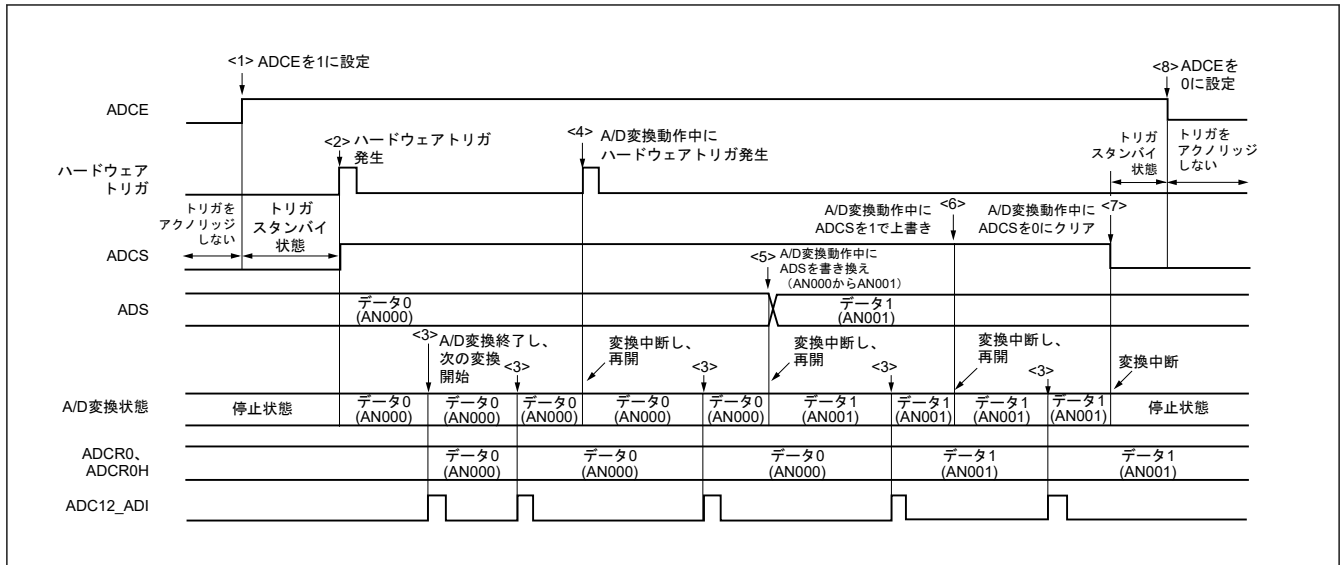 <1> ADCEを1に設定
<8> ADCEを
0に設定
ADCE
<2> ハードウェアトリガ
発生
<4> A/D変換動作中に
ハードウェアトリガ発生
トリガ
スタンバイ
状態
トリガを
アクノリッジ
しない
ハードウェア
トリガ
トリガを
アクノリッジ
しない
トリガ
スタンバイ
状態
A/D変換動作中に
ADCSを1で上書き
<6>
A/D変換動作中に
ADCSを0にクリア
<7>
ADCS
<5> A/D変換動作中に
ADSを書き換え
(AN000からAN001)
ADS
データ0
(AN000)
データ1
(AN001)
<3> A/D変換終了し、
次の変換
開始
<3>
変換中断し、
再開
<3>
変換中断し、
再開
<3>
変換中断し、
再開
<3>
変換中断
A/D変換状態
停止状態
データ0
(AN000)
データ0
(AN000)
データ0
(AN000)
データ0
(AN000)
データ0
(AN000)
データ1
(AN001)
データ1
(AN001)
データ1
(AN001)
データ1
(AN001)
停止状態
ADCR0、
ADCR0H
データ0
(AN000)
データ0
(AN000)
データ0
(AN000)
データ1
(AN001)
データ1
(AN001)
ADC12_ADI